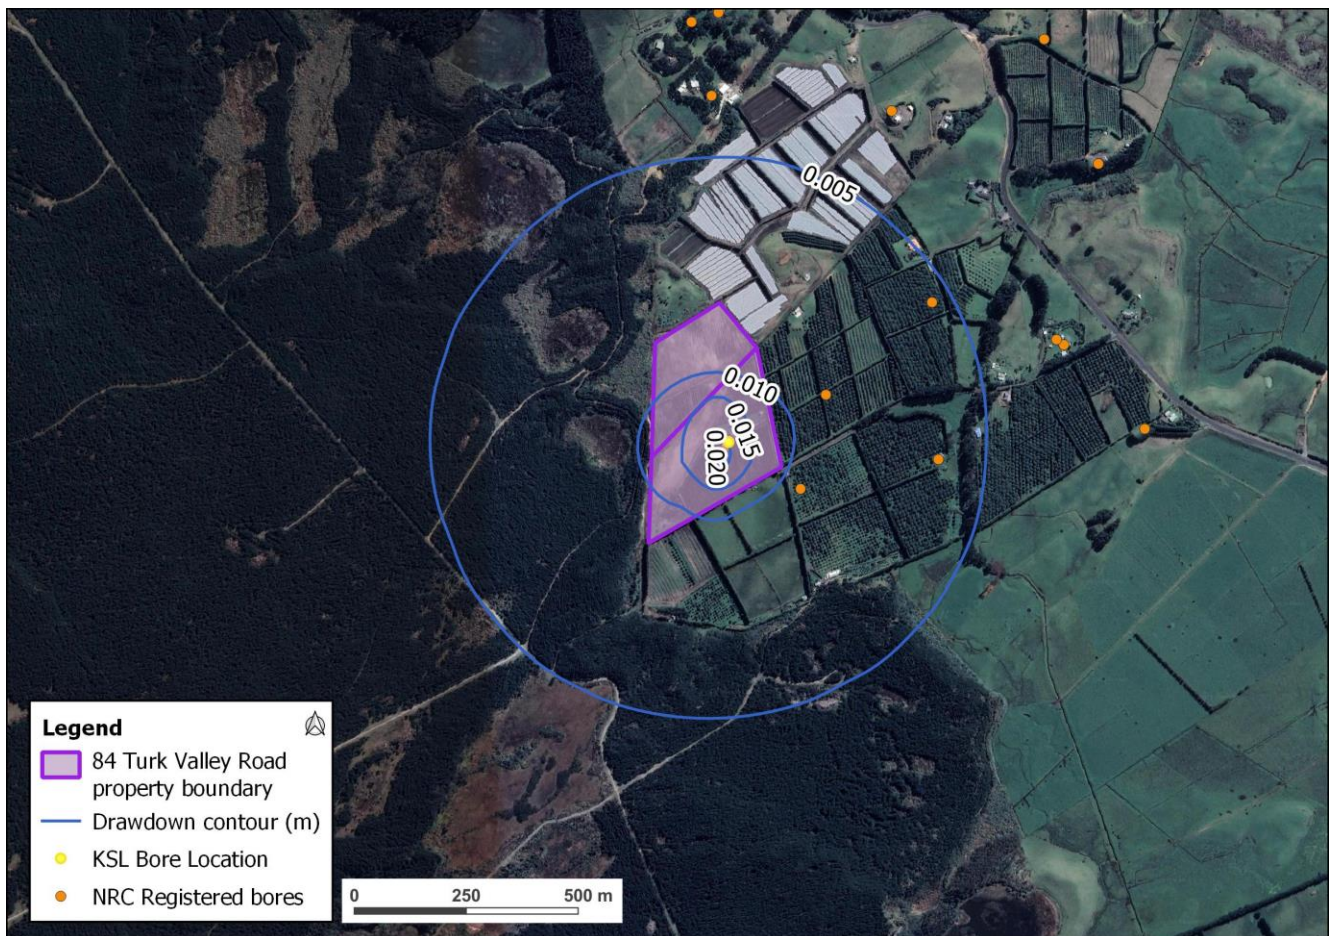 0.005
0.010
0.015
0.020
Legend
84 Turk Valley Road
property boundary
Drawdown contour (m)
KSL Bore Location
NRC Registered bores
0 250 500 m